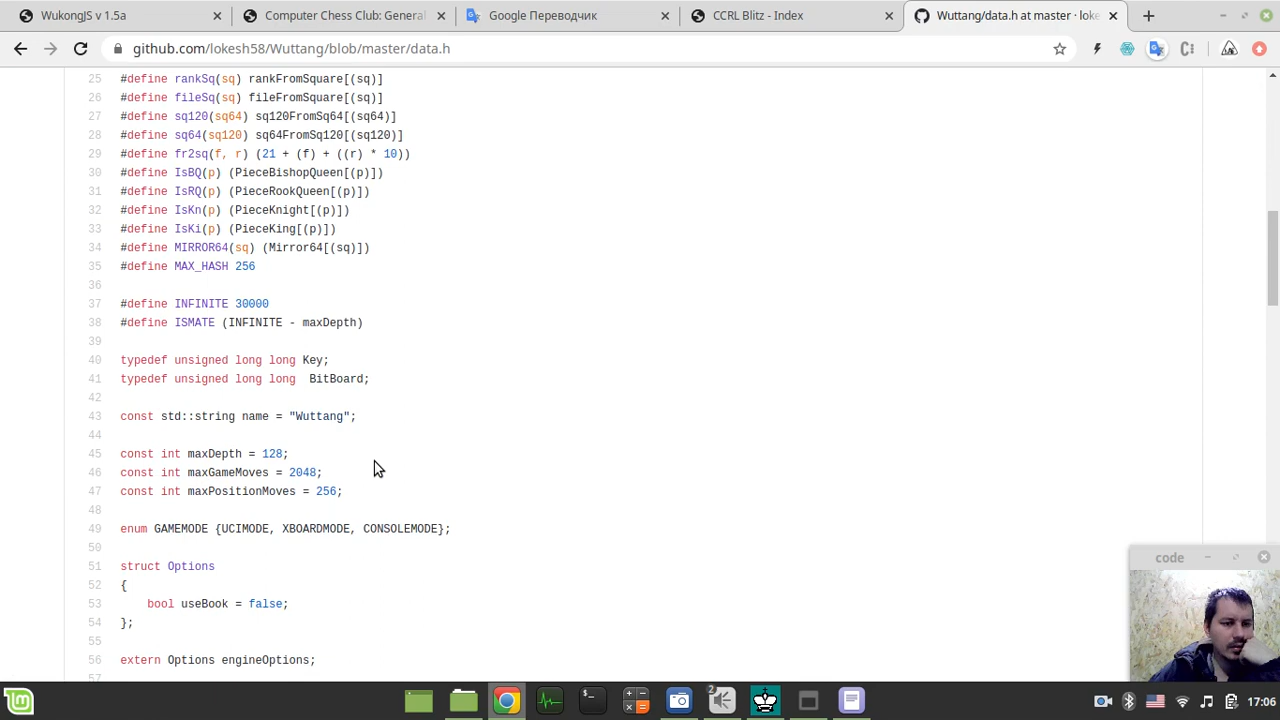 WukongJS v 1.5a
Computer Chess Club: General
Google Переводчик
CCRL Blitz - Index
Wuttang/data.h at master · loke
github.com/lokesh58/Wuttang/blob/master/data.h
25 #define rankSq(sq) rankFromSquare[(sq)]
26 #define fileSq(sq) fileFromSquare[(sq)]
27 #define sq120(sq64) sq120FromSq64[(sq64)]
28 #define sq64(sq120) sq64FromSq120[(sq120)]
29 #define fr2sq(f, r) (21 + (f) + ((r) * 10))
30 #define IsBQ(p) (PieceBishopQueen[(p)])
31 #define IsRQ(p) (PieceRookQueen[(p)])
32 #define IsKn(p) (PieceKnight[(p)])
33 #define IsKi(p) (PieceKing[(p)])
34 #define MIRROR64(sq) (Mirror64[(sq)])
35 #define MAX_HASH 256
36
37 #define INFINITE 30000
38 #define ISMATE (INFINITE - maxDepth)
39
40 typedef unsigned long long Key;
41 typedef unsigned long long  BitBoard;
42
43 const std::string name = "Wuttang";
44
45 const int maxDepth = 128;
46 const int maxGameMoves = 2048;
47 const int maxPositionMoves = 256;
48
49 enum GAMEMODE {UCIMODE, XBOARDMODE, CONSOLEMODE};
50
51 struct Options
52 {
53     bool useBook = false;
54 };
55
56 extern Options engineOptions;
57
code
2
17:06